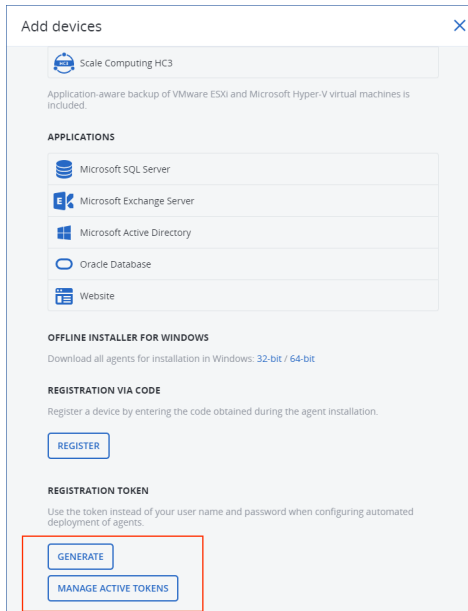 Add devices
HC3 Scale Computing HC3
Application-aware backup of VMware ESXi and Microsoft Hyper-V virtual machines is
included.
APPLICATIONS
Microsoft SQL Server
E Microsoft Exchange Server
Microsoft Active Directory
Oracle Database
Website
OFFLINE INSTALLER FOR WINDOWS
Download all agents for installation in Windows: 32-bit / 64-bit
REGISTRATION VIA CODE
Register a device by entering the code obtained during the agent installation.
REGISTER
REGISTRATION TOKEN
Use the token instead of your user name and password when configuring automated
deployment of agents.
GENERATE
MANAGE ACTIVE TOKENS